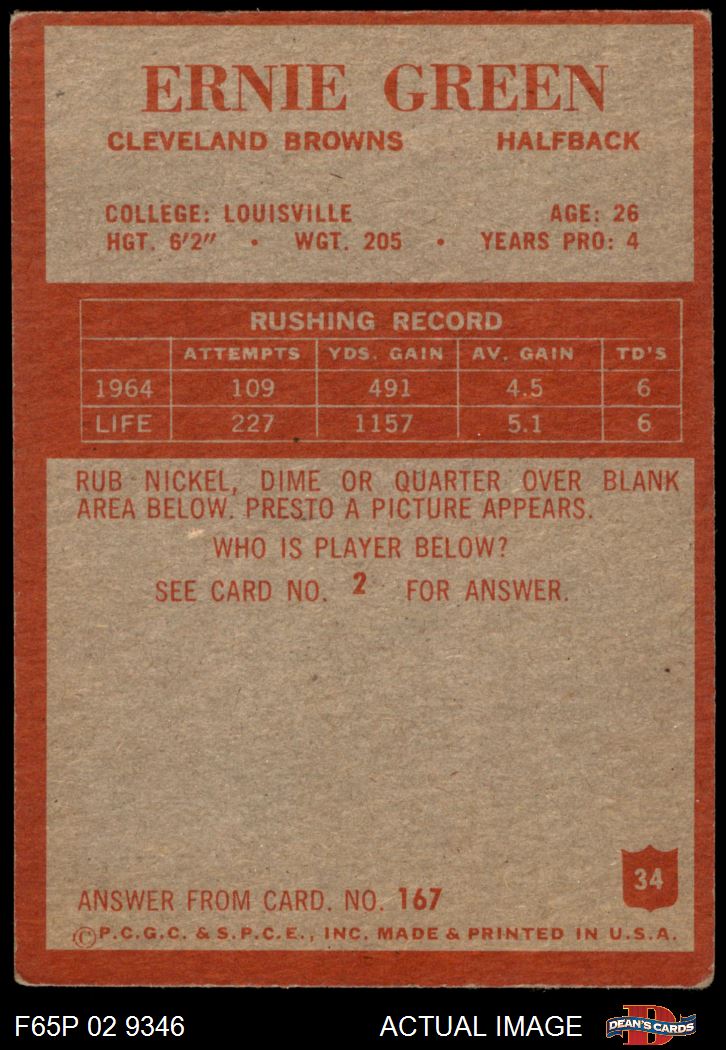 ERNIE GREEN
CLEVELAND BROWNS HALFBACK
COLLEGE: LOUISVILLE AGE: 26
HGT. 6'2" • WGT. 205 • YEARS PRO: 4
RUSHING RECORD
ATTEMPTS YDS. GAIN AV. GAIN TD'S
1964 109 491 4.5 6
LIFE 227 1157 5.1 6
RUB NICKEL, DIME OR QUARTER OVER BLANK
AREA BELOW. PRESTO A PICTURE APPEARS.
WHO IS PLAYER BELOW?
SEE CARD NO. 2 FOR ANSWER.
34
ANSWER FROM CARD. NO. 167
©P.C.G.C. & S.P.C.E., INC. MADE & PRINTED IN U.S.A.
F65P 02 9346 ACTUAL IMAGE DEAN'S CARDS